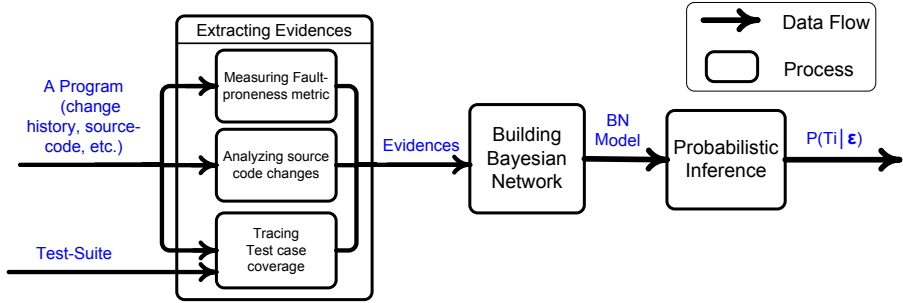 Extracting Evidences
Measuring Fault-
proneness metric
Analyzing source
code changes
Tracing
Test case
coverage
A Program
(change
history, source-
code, etc.)
Test-Suite
Evidences
Building
Bayesian
Network
BN
Model
Probabilistic
Inference
P(Ti|ε)
Data Flow
Process